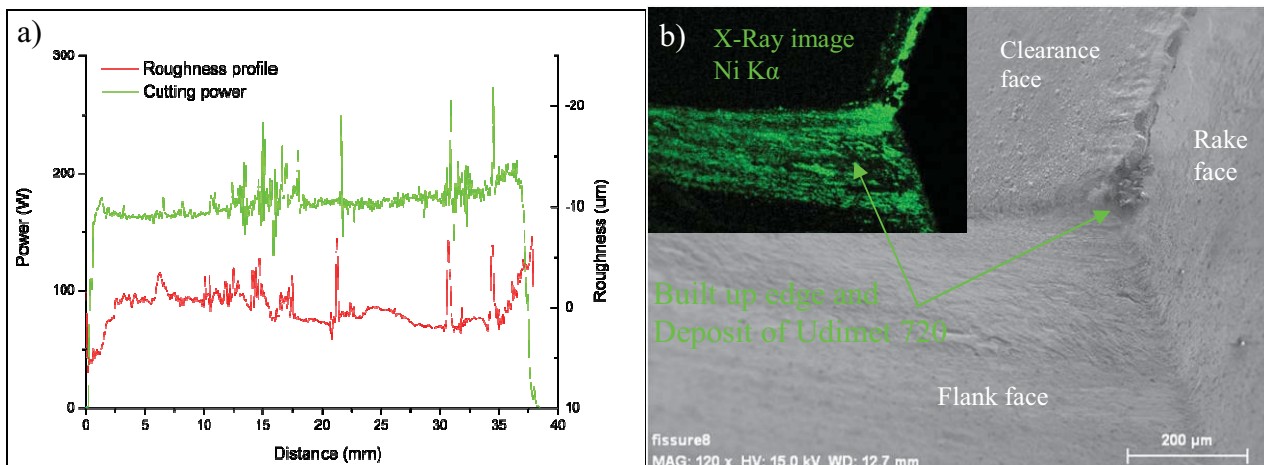 a)
300
200
100
0
Power (W)
Roughness profile
Cutting power
-20
-10
0
10
Roughness (um)
0
5
10
15
20
25
30
35
40
Distance (mm)
b)
X-Ray image
Ni Kα
Clearance
face
Rake
face
Built up edge and
Deposit of Udimet 720
Flank face
fissure8
200 µm
MAG: 120 x HV: 15.0 kV WD: 12.7 mm